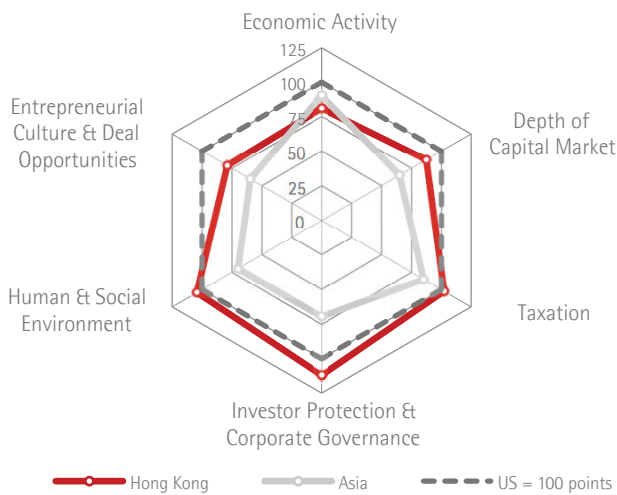 Economic Activity
125
100
75
50
25
0
Entrepreneurial
Culture & Deal
Opportunities
Depth of
Capital Market
Human & Social
Environment
Taxation
Investor Protection &
Corporate Governance
Hong Kong
Asia
US = 100 points